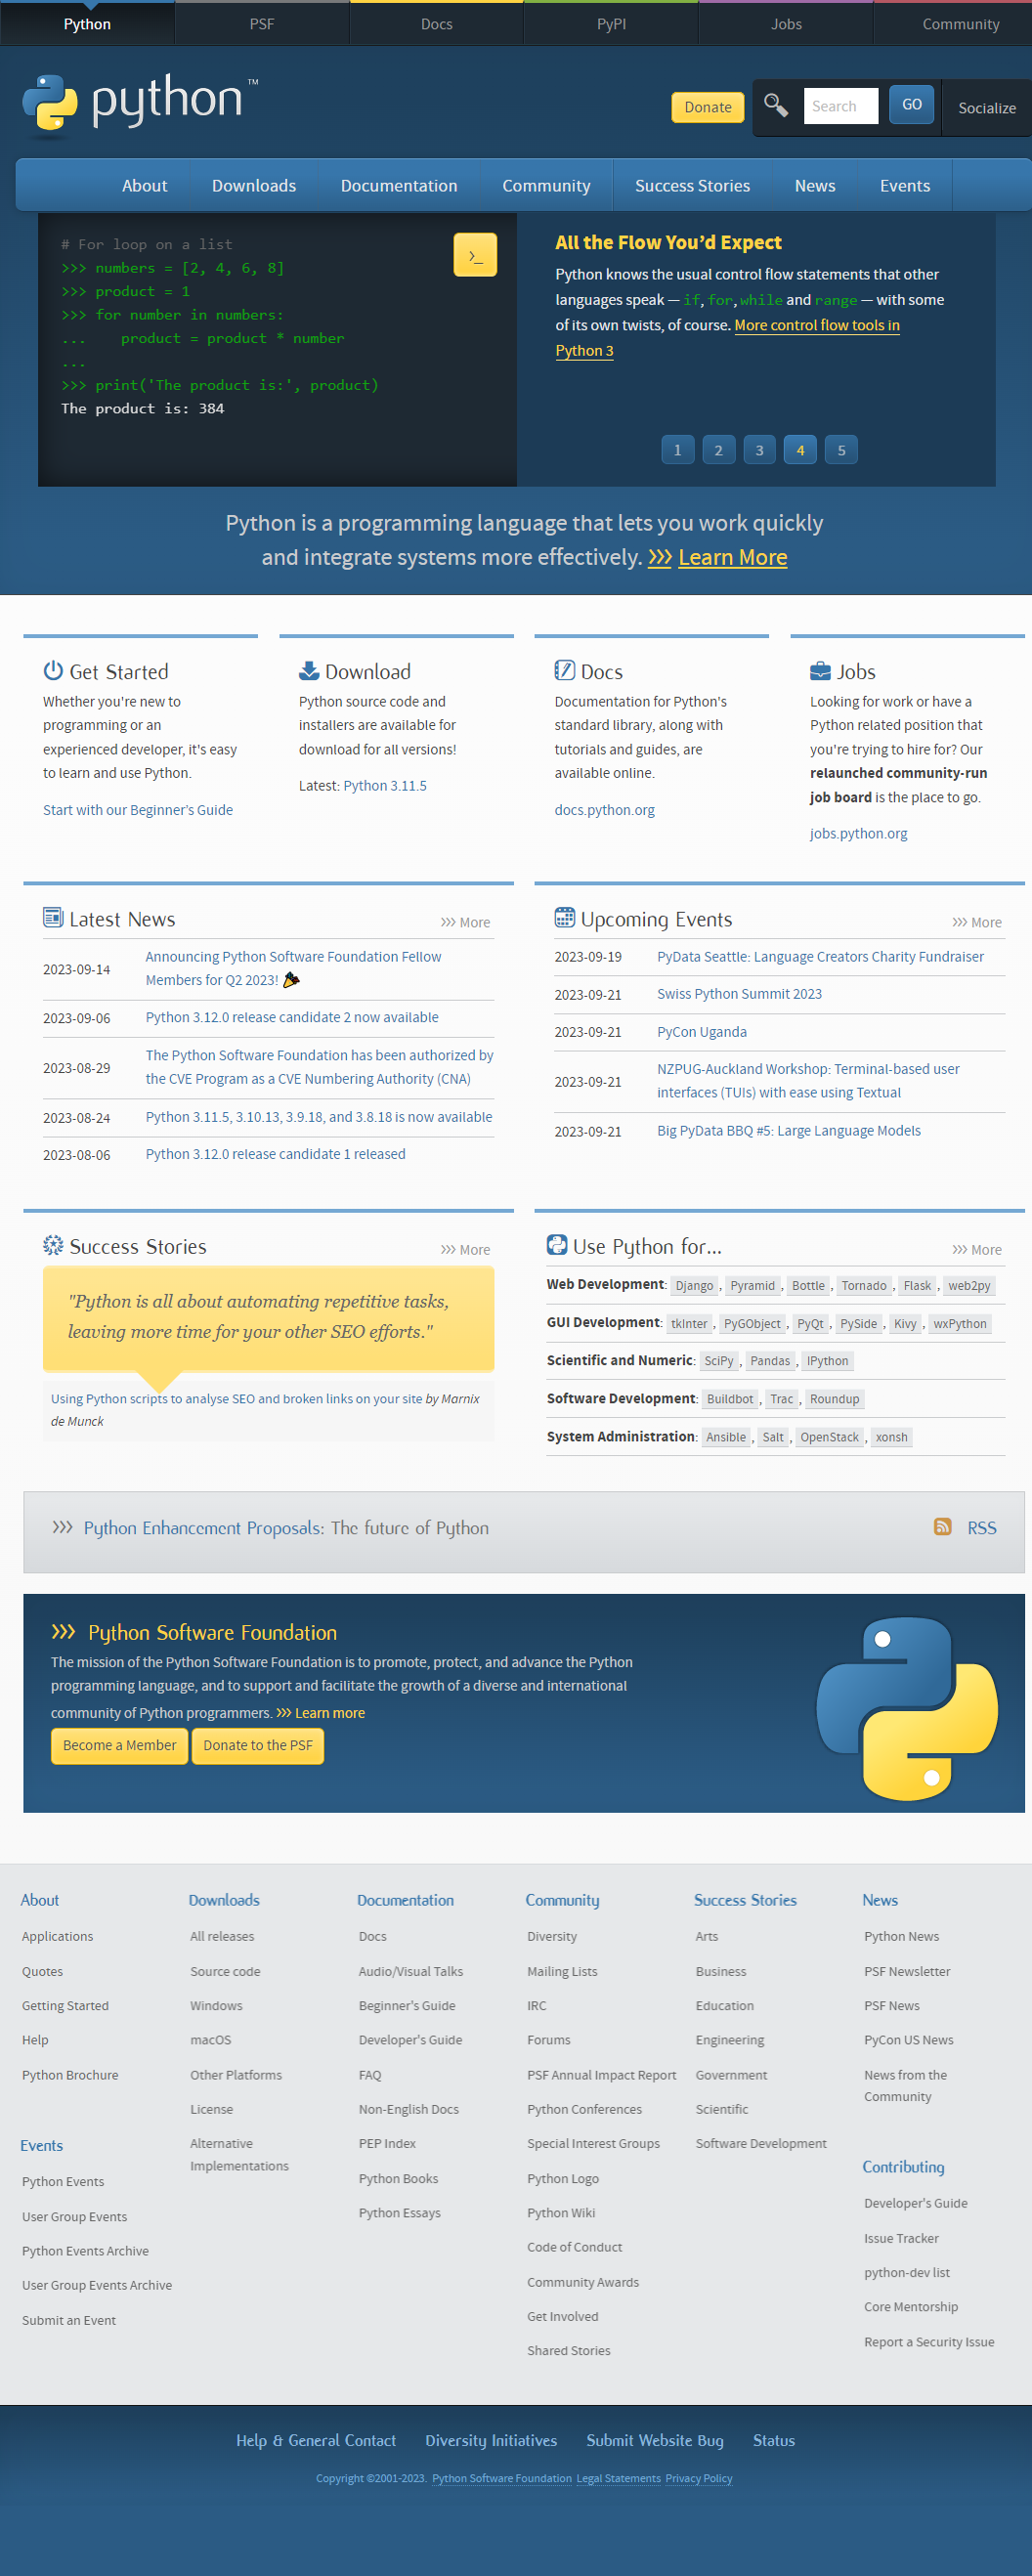 Python
PSF
Docs
PyPI
Jobs
Community
python™
Donate
Search
GO
Socialize
About
Downloads
Documentation
Community
Success Stories
News
Events
# For loop on a list
>>> numbers = [2, 4, 6, 8]
>>> product = 1
>>> for number in numbers:
...    product = product * number
...
>>> print('The product is:', product)
The product is: 384
>_
All the Flow You’d Expect
Python knows the usual control flow statements that other
languages speak — if, for, while and range — with some
of its own twists, of course. More control flow tools in
Python 3
1
2
3
4
5
Python is a programming language that lets you work quickly
and integrate systems more effectively. >>> Learn More
Get Started
Whether you're new to
programming or an
experienced developer, it's easy
to learn and use Python.
Start with our Beginner’s Guide
Download
Python source code and
installers are available for
download for all versions!
Latest: Python 3.11.5
Docs
Documentation for Python's
standard library, along with
tutorials and guides, are
available online.
docs.python.org
Jobs
Looking for work or have a
Python related position that
you're trying to hire for? Our
relaunched community-run
job board is the place to go.
jobs.python.org
Latest News
>>> More
2023-09-14
Announcing Python Software Foundation Fellow
Members for Q2 2023! 🎉
2023-09-06
Python 3.12.0 release candidate 2 now available
2023-08-29
The Python Software Foundation has been authorized by
the CVE Program as a CVE Numbering Authority (CNA)
2023-08-24
Python 3.11.5, 3.10.13, 3.9.18, and 3.8.18 is now available
2023-08-06
Python 3.12.0 release candidate 1 released
Upcoming Events
>>> More
2023-09-19
PyData Seattle: Language Creators Charity Fundraiser
2023-09-21
Swiss Python Summit 2023
2023-09-21
PyCon Uganda
2023-09-21
NZPUG-Auckland Workshop: Terminal-based user
interfaces (TUIs) with ease using Textual
2023-09-21
Big PyData BBQ #5: Large Language Models
Success Stories
>>> More
"Python is all about automating repetitive tasks,
leaving more time for your other SEO efforts."
Using Python scripts to analyse SEO and broken links on your site by Marnix
de Munck
Use Python for…
>>> More
Web Development: Django , Pyramid , Bottle , Tornado , Flask , web2py
GUI Development: tkInter , PyGObject , PyQt , PySide , Kivy , wxPython
Scientific and Numeric: SciPy , Pandas , IPython
Software Development: Buildbot , Trac , Roundup
System Administration: Ansible , Salt , OpenStack , xonsh
>>> Python Enhancement Proposals: The future of Python
RSS
>>> Python Software Foundation
The mission of the Python Software Foundation is to promote, protect, and advance the Python
programming language, and to support and facilitate the growth of a diverse and international
community of Python programmers. >>> Learn more
Become a Member
Donate to the PSF
About
Applications
Quotes
Getting Started
Help
Python Brochure
Events
Python Events
User Group Events
Python Events Archive
User Group Events Archive
Submit an Event
Downloads
All releases
Source code
Windows
macOS
Other Platforms
License
Alternative
Implementations
Documentation
Docs
Audio/Visual Talks
Beginner's Guide
Developer's Guide
FAQ
Non-English Docs
PEP Index
Python Books
Python Essays
Community
Diversity
Mailing Lists
IRC
Forums
PSF Annual Impact Report
Python Conferences
Special Interest Groups
Python Logo
Python Wiki
Code of Conduct
Community Awards
Get Involved
Shared Stories
Success Stories
Arts
Business
Education
Engineering
Government
Scientific
Software Development
News
Python News
PSF Newsletter
PSF News
PyCon US News
News from the
Community
Contributing
Developer's Guide
Issue Tracker
python-dev list
Core Mentorship
Report a Security Issue
Help & General Contact
Diversity Initiatives
Submit Website Bug
Status
Copyright ©2001-2023. Python Software Foundation Legal Statements Privacy Policy